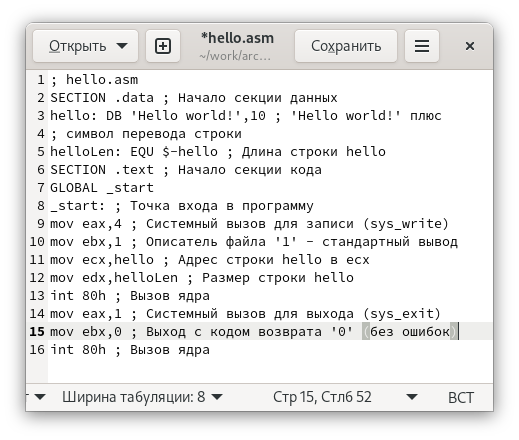 Открыть
*hello.asm
~/work/arc...
Сохранить
1 ; hello.asm
2 SECTION .data ; Начало секции данных
3 hello: DB 'Hello world!',10 ; 'Hello world!' плюс
4 ; символ перевода строки
5 helloLen: EQU $-hello ; Длина строки hello
6 SECTION .text ; Начало секции кода
7 GLOBAL _start
8 _start: ; Точка входа в программу
9 mov eax,4 ; Системный вызов для записи (sys_write)
10 mov ebx,1 ; Описатель файла '1' - стандартный вывод
11 mov ecx,hello ; Адрес строки hello в ecx
12 mov edx,helloLen ; Размер строки hello
13 int 80h ; Вызов ядра
14 mov eax,1 ; Системный вызов для выхода (sys_exit)
15 mov ebx,0 ; Выход с кодом возврата '0' (без ошибок)
16 int 80h ; Вызов ядра
Ширина табуляции: 8 Стр 15, Стлб 52 ВСТ